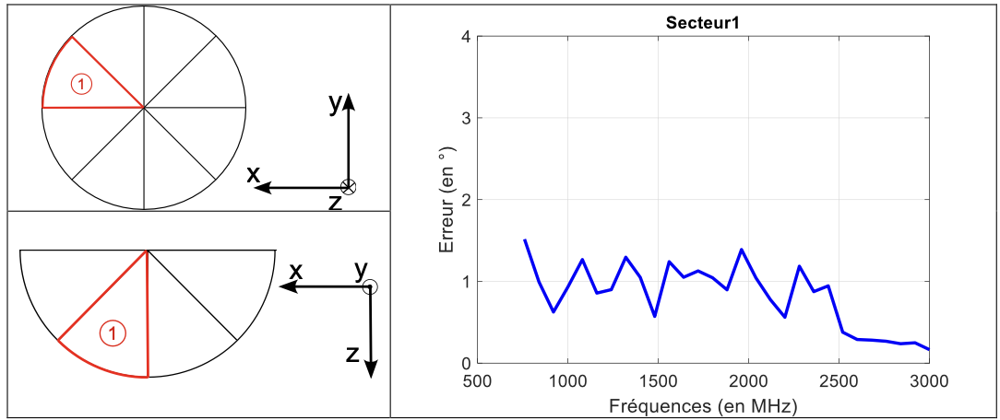 1
y
x
z
x
y
1
z
Secteur1
4
3
2
1
0
Erreur (en °)
500
1000
1500
2000
2500
3000
Fréquences (en MHz)